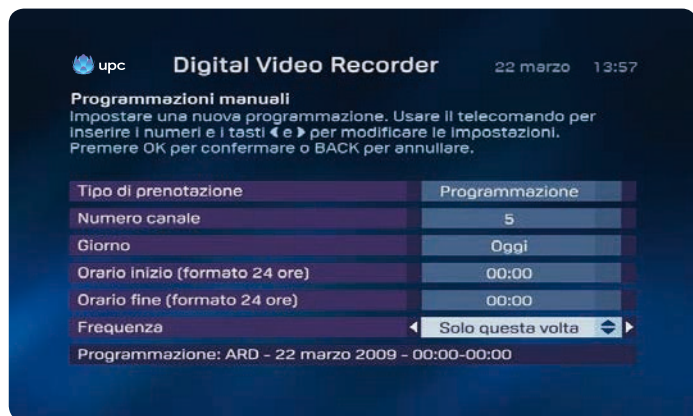 upc Digital Video Recorder 22 marzo 13:57
Programmazioni manuali
Impostare una nuova programmazione. Usare il telecomando per
inserire i numeri e i tasti ◀ e ▶ per modificare le impostazioni.
Premere OK per confermare o BACK per annullare.
Tipo di prenotazione Programmazione
Numero canale 5
Giorno Oggi
Orario inizio (formato 24 ore) 00:00
Orario fine (formato 24 ore) 00:00
Frequenza Solo questa volta
Programmazione: ARD - 22 marzo 2009 - 00:00-00:00